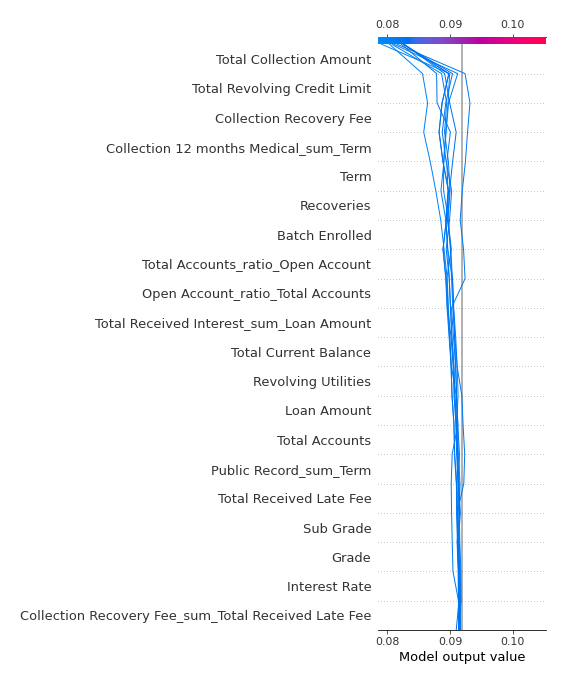 0.08 0.09 0.10
Total Collection Amount
Total Revolving Credit Limit
Collection Recovery Fee
Collection 12 months Medical_sum_Term
Term
Recoveries
Batch Enrolled
Total Accounts_ratio_Open Account
Open Account_ratio_Total Accounts
Total Received Interest_sum_Loan Amount
Total Current Balance
Revolving Utilities
Loan Amount
Total Accounts
Public Record_sum_Term
Total Received Late Fee
Sub Grade
Grade
Interest Rate
Collection Recovery Fee_sum_Total Received Late Fee
0.08 0.09 0.10
Model output value